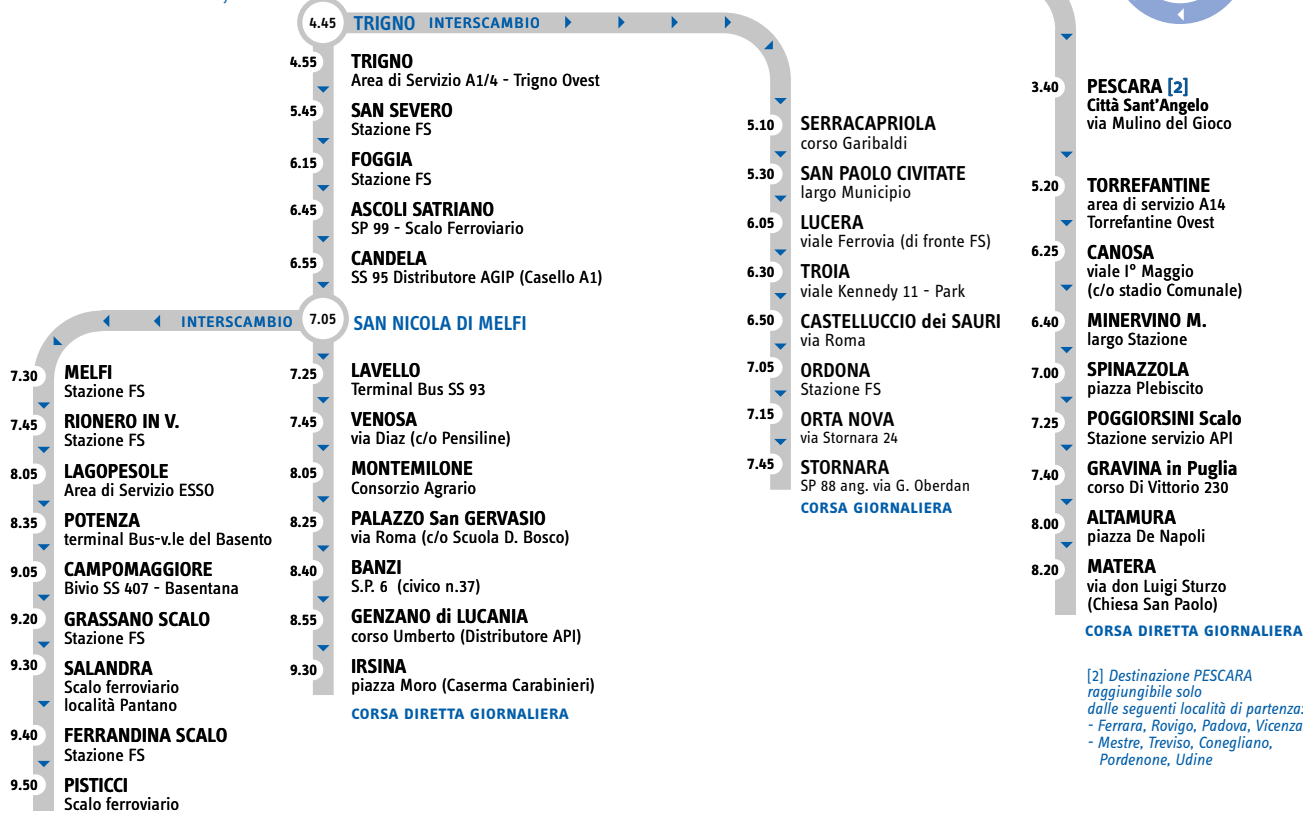 4.45 TRIGNO INTERSCAMBIO
4.55 TRIGNO
Area di Servizio A1/4 - Trigno Ovest
5.45 SAN SEVERO
Stazione FS
6.15 FOGGIA
Stazione FS
6.45 ASCOLI SATRIANO
SP 99 - Scalo Ferroviario
6.55 CANDELA
SS 95 Distributore AGIP (Casello A1)
INTERSCAMBIO 7.05 SAN NICOLA DI MELFI
7.30 MELFI
Stazione FS
7.45 RIONERO IN V.
Stazione FS
8.05 LAGOPESOLE
Area di Servizio ESSO
8.35 POTENZA
terminal Bus-v.le del Basento
9.05 CAMPOMAGGIORE
Bivio SS 407 - Basentana
9.20 GRASSANO SCALO
Stazione FS
9.30 SALANDRA
Scalo ferroviario
località Pantano
9.40 FERRANDINA SCALO
Stazione FS
9.50 PISTICCI
Scalo ferroviario
7.25 LAVELLO
Terminal Bus SS 93
7.45 VENOSA
via Diaz (c/o Pensiline)
8.05 MONTEMILONE
Consorzio Agrario
8.25 PALAZZO San GERVASIO
via Roma (c/o Scuola D. Bosco)
8.40 BANZI
S.P. 6 (civico n.37)
8.55 GENZANO di LUCANIA
corso Umberto (Distributore API)
9.30 IRSINA
piazza Moro (Caserma Carabinieri)
CORSA DIRETTA GIORNALIERA
5.10 SERRACAPRIOLA
corso Garibaldi
5.30 SAN PAOLO CIVITATE
largo Municipio
6.05 LUCERA
viale Ferrovia (di fronte FS)
6.30 TROIA
viale Kennedy 11 - Park
6.50 CASTELLUCCIO dei SAURI
via Roma
7.05 ORDONA
Stazione FS
7.15 ORTA NOVA
via Stornara 24
7.45 STORNARA
SP 88 ang. via G. Oberdan
CORSA GIORNALIERA
3.40 PESCARA [2]
Città Sant'Angelo
via Mulino del Gioco
5.20 TORREFANTINE
area di servizio A14
Torrefantine Ovest
6.25 CANOSA
viale I° Maggio
(c/o stadio Comunale)
6.40 MINERVINO M.
largo Stazione
7.00 SPINAZZOLA
piazza Plebiscito
7.25 POGGIORSINI Scalo
Stazione servizio API
7.40 GRAVINA in Puglia
corso Di Vittorio 230
8.00 ALTAMURA
piazza De Napoli
8.20 MATERA
via don Luigi Sturzo
(Chiesa San Paolo)
CORSA DIRETTA GIORNALIERA
[2] Destinazione PESCARA
raggiungibile solo
dalle seguenti località di partenza:
- Ferrara, Rovigo, Padova, Vicenza
- Mestre, Treviso, Conegliano,
Pordenone, Udine